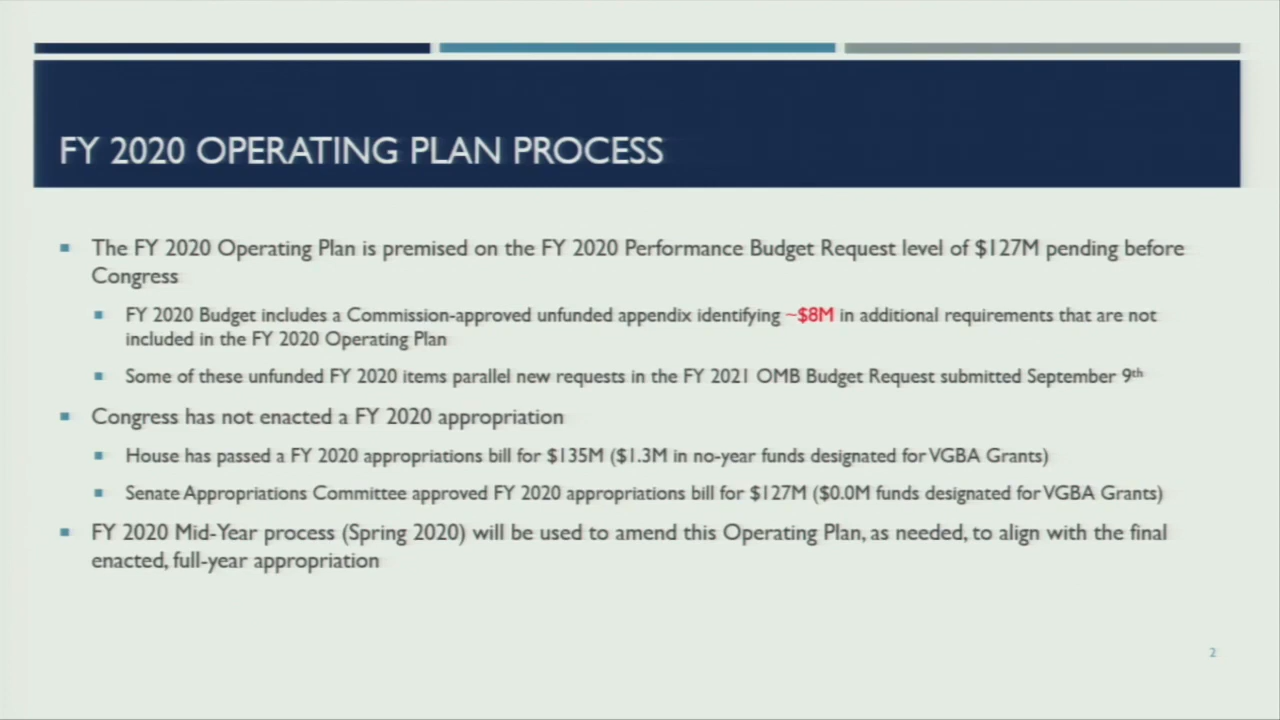 FY 2020 OPERATING PLAN PROCESS
The FY 2020 Operating Plan is premised on the FY 2020 Performance Budget Request level of $127M pending before
Congress
FY 2020 Budget includes a Commission-approved unfunded appendix identifying ~$8M in additional requirements that are not
included in the FY 2020 Operating Plan
Some of these unfunded FY 2020 items parallel new requests in the FY 2021 OMB Budget Request submitted September 9th
Congress has not enacted a FY 2020 appropriation
House has passed a FY 2020 appropriations bill for $135M ($1.3M in no-year funds designated for VGBA Grants)
Senate Appropriations Committee approved FY 2020 appropriations bill for $127M ($0.0M funds designated for VGBA Grants)
FY 2020 Mid-Year process (Spring 2020) will be used to amend this Operating Plan, as needed, to align with the final
enacted, full-year appropriation
2